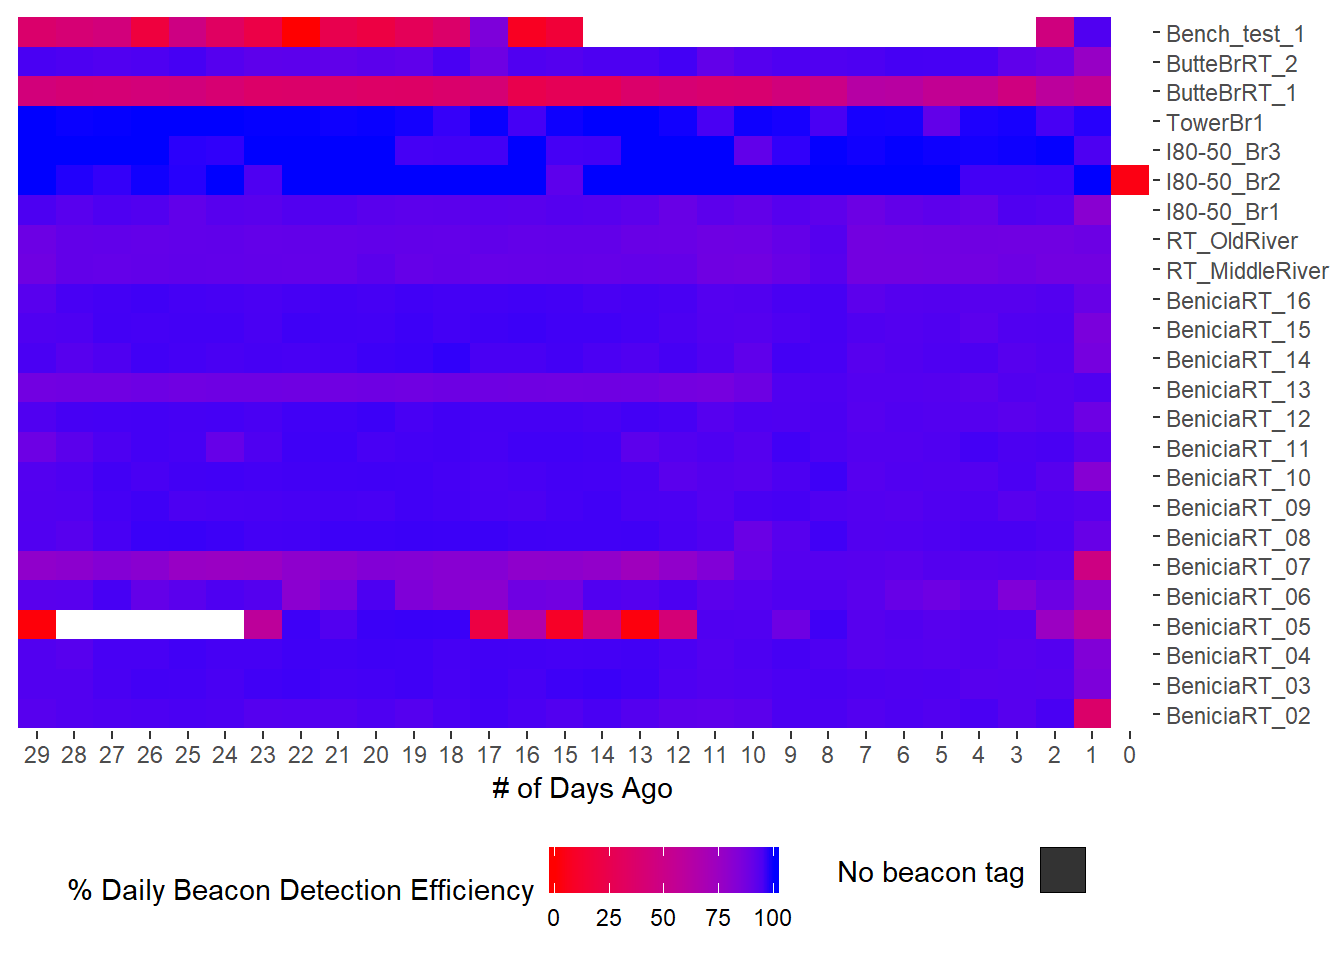 Bench_test_1
ButteBrRT_2
ButteBrRT_1
TowerBr1
I80-50_Br3
I80-50_Br2
I80-50_Br1
RT_OldRiver
RT_MiddleRiver
BeniciaRT_16
BeniciaRT_15
BeniciaRT_14
BeniciaRT_13
BeniciaRT_12
BeniciaRT_11
BeniciaRT_10
BeniciaRT_09
BeniciaRT_08
BeniciaRT_07
BeniciaRT_06
BeniciaRT_05
BeniciaRT_04
BeniciaRT_03
BeniciaRT_02
29 28 27 26 25 24 23 22 21 20 19 18 17 16 15 14 13 12 11 10 9 8 7 6 5 4 3 2 1 0
# of Days Ago
% Daily Beacon Detection Efficiency
0 25 50 75 100
No beacon tag